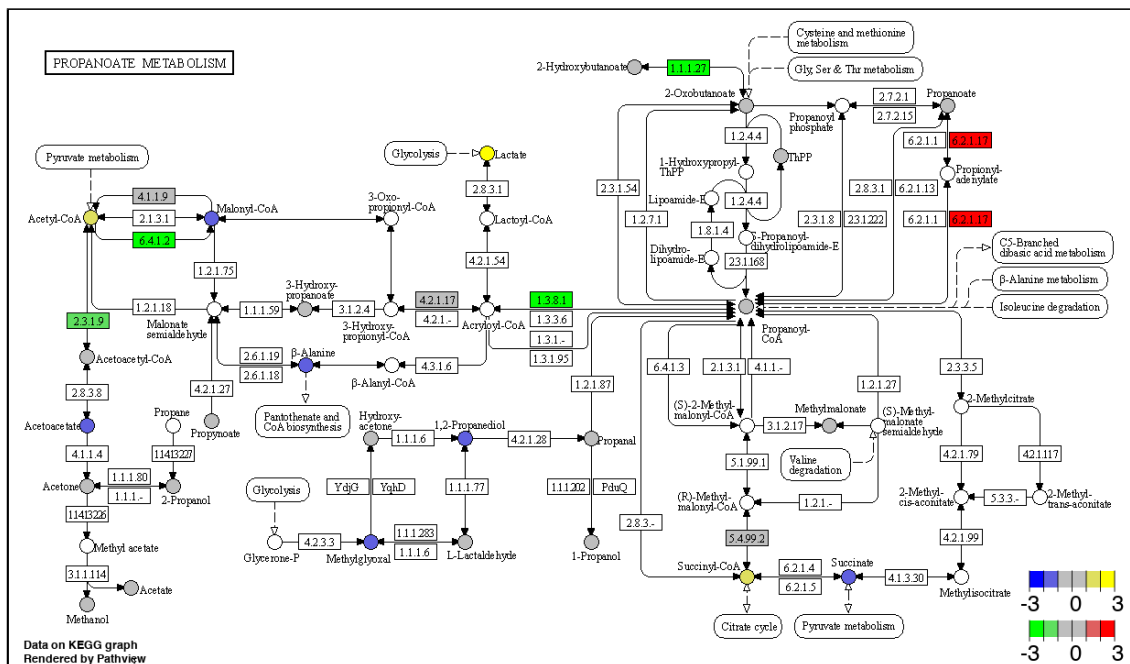 PROPANOATE METABOLISM
Cysteine and methionine
metabolism
2-Hydroxybutanoate
1.1.1.27
Gly, Ser & Thr metabolism
2-Oxobutanoate
Propanoyl
phosphate
2.7.2.1
2.7.2.15
Propanoate
1.2.4.4
6.2.1.1
6.2.1.17
Pyruvate metabolism
Glycolysis
Lactate
1-Hydroxypropyl-
ThPP
ThPP
Propionyl-
adenylate
4.1.1.9
Acetyl-CoA
Malonyl-CoA
2.1.3.1
6.4.1.2
3-Oxo-
propionyl-CoA
2.8.3.1
Lactoyl-CoA
2.3.1.54
1.2.7.1
Lipoamide-E
1.2.4.4
2.8.3.1
6.2.1.13
2.3.1.8
2.3.1.222
6.2.1.1
6.2.1.17
1.8.1.4
S-Propanoyl-
dihydrolipoamide-E
Dihydro-
lipoamide-E
2.3.1.168
C5-Branched
dibasic acid metabolism
β-Alanine metabolism
Isoleucine degradation
1.2.1.75
4.2.1.54
3-Hydroxy-
propanoate
1.2.1.18
Malonate
semialdehyde
1.1.1.59
3.1.2.4
3-Hydroxy-
propionyl-CoA
4.2.1.17
4.2.1.-
Acryloyl-CoA
1.3.8.1
1.3.3.6
1.3.1.-
1.3.1.95
Propanoyl-
CoA
2.3.1.9
Acetoacetyl-CoA
2.6.1.19
2.6.1.18
β-Alanine
β-Alanyl-CoA
4.3.1.6
6.4.1.3
2.1.3.1
4.1.1.-
1.2.1.27
2.3.3.5
2.8.3.8
4.2.1.27
Propynoate
Pantothenate and
CoA biosynthesis
1.2.1.87
(S)-2-Methyl-
malonyl-CoA
Methylmalonate
3.1.2.17
(S)-Methyl-
malonate
semialdehyde
2-Methylcitrate
Acetoacetate
Propane
Hydroxy-
acetone
1.1.1.6
1,2-Propanediol
4.2.1.28
Propanal
4.1.1.4
1.14.13.227
5.1.99.1
Valine
degradation
4.2.1.79
4.2.1.117
Acetone
1.1.1.80
1.1.1.-
2-Propanol
Glycolysis
YdjG
YqhD
1.1.1.77
1.1.1.202
PduQ
(R)-Methyl-
malonyl-CoA
1.2.1.-
2-Methyl-
cis-aconitate
5.3.3.-
2-Methyl-
trans-aconitate
1.14.13.226
Methyl acetate
Glycerone-P
4.2.3.3
Methylglyoxal
1.1.1.283
1.1.1.6
L-Lactaldehyde
1-Propanol
2.8.3.-
5.4.99.2
4.2.1.99
3.1.1.114
Acetate
Methanol
Succinyl-CoA
6.2.1.4
6.2.1.5
Succinate
4.1.3.30
Methylisocitrate
Citrate cycle
Pyruvate metabolism
-3 0 3
-3 0 3
Data on KEGG graph
Rendered by Pathview